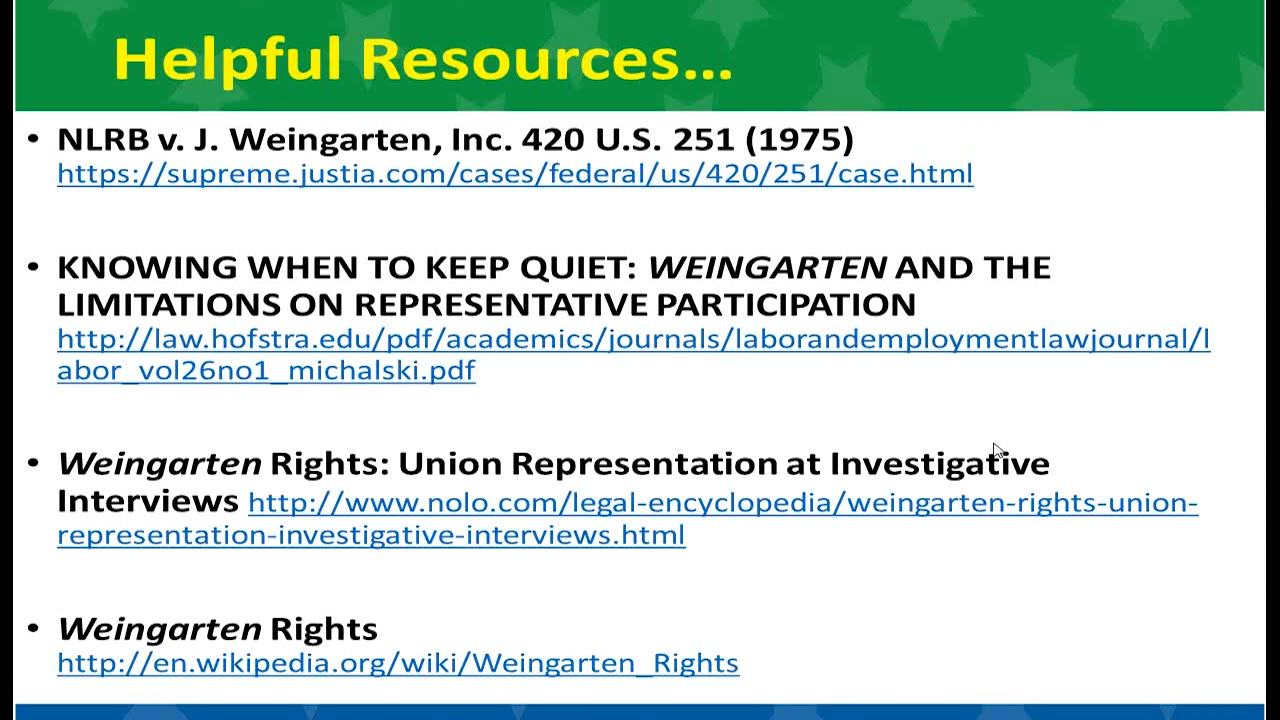 Helpful Resources...
• NLRB v. J. Weingarten, Inc. 420 U.S. 251 (1975)
https://supreme.justia.com/cases/federal/us/420/251/case.html
• KNOWING WHEN TO KEEP QUIET: WEINGARTEN AND THE
LIMITATIONS ON REPRESENTATIVE PARTICIPATION
http://law.hofstra.edu/pdf/academics/journals/laborandemploymentlawjournal/l
abor_vol26no1_michalski.pdf
• Weingarten Rights: Union Representation at Investigative
Interviews http://www.nolo.com/legal-encyclopedia/weingarten-rights-union-
representation-investigative-interviews.html
• Weingarten Rights
http://en.wikipedia.org/wiki/Weingarten_Rights